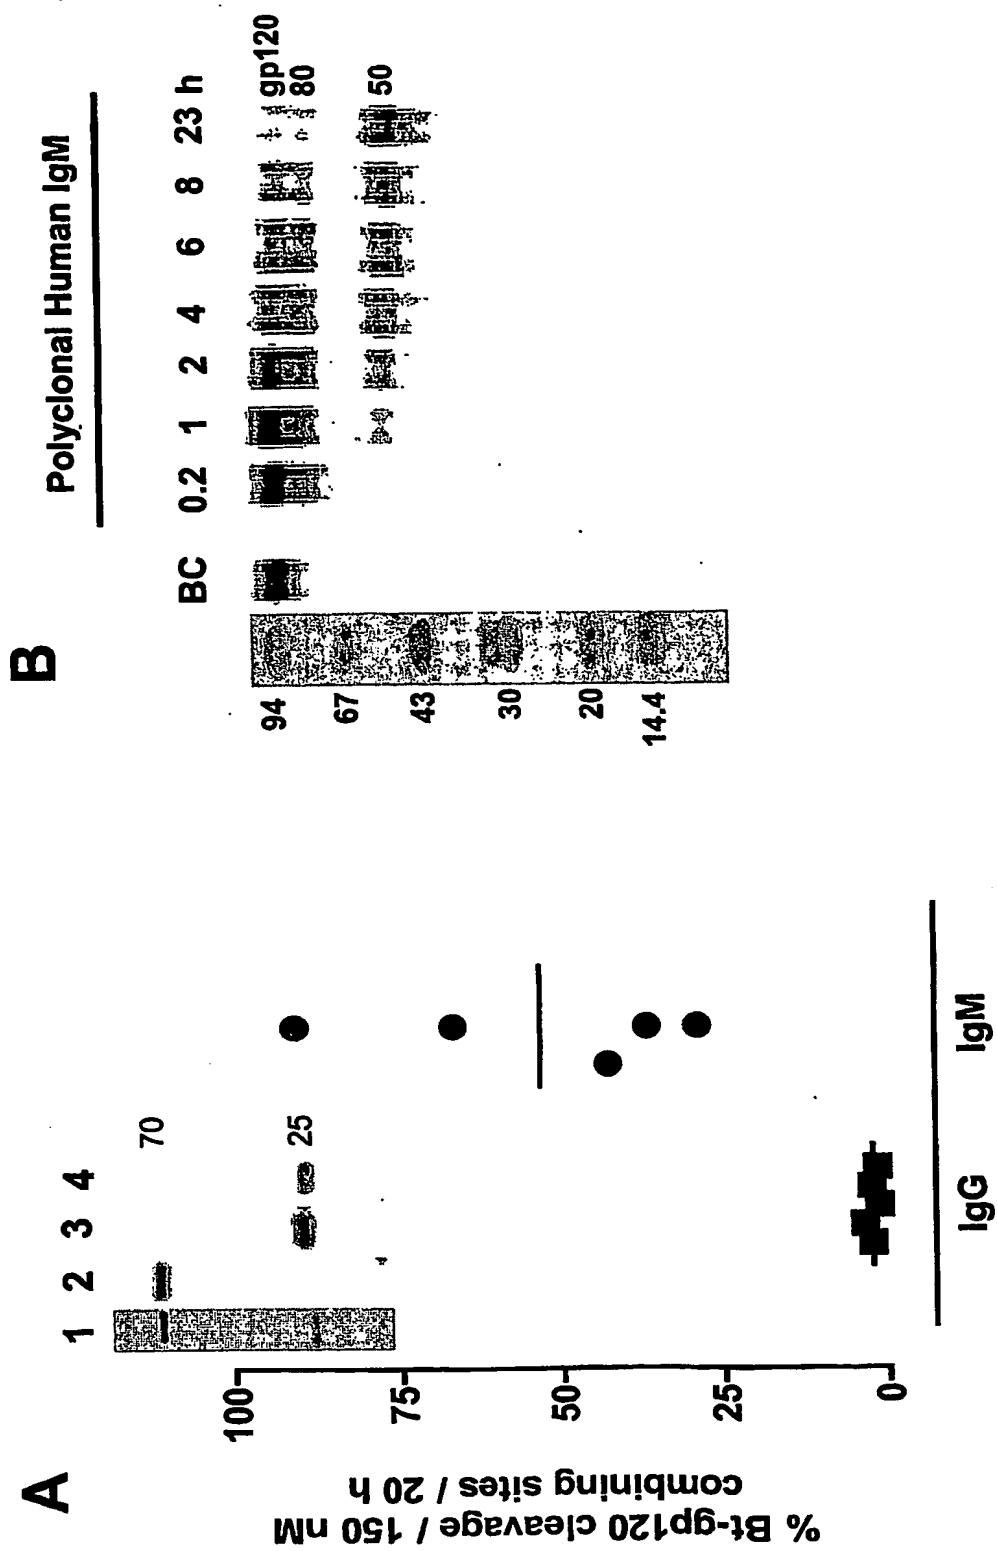 A
% Bt-gp120 cleavage / 150 nM
combining sites / 20 h
100
75
50
25
0
1 2 3 4
70
25
IgG
IgM
B
Polyclonal Human IgM
BC 0.2 1 2 4 6 8 23 h
94
67
43
30
20
14.4
gp120
80
50